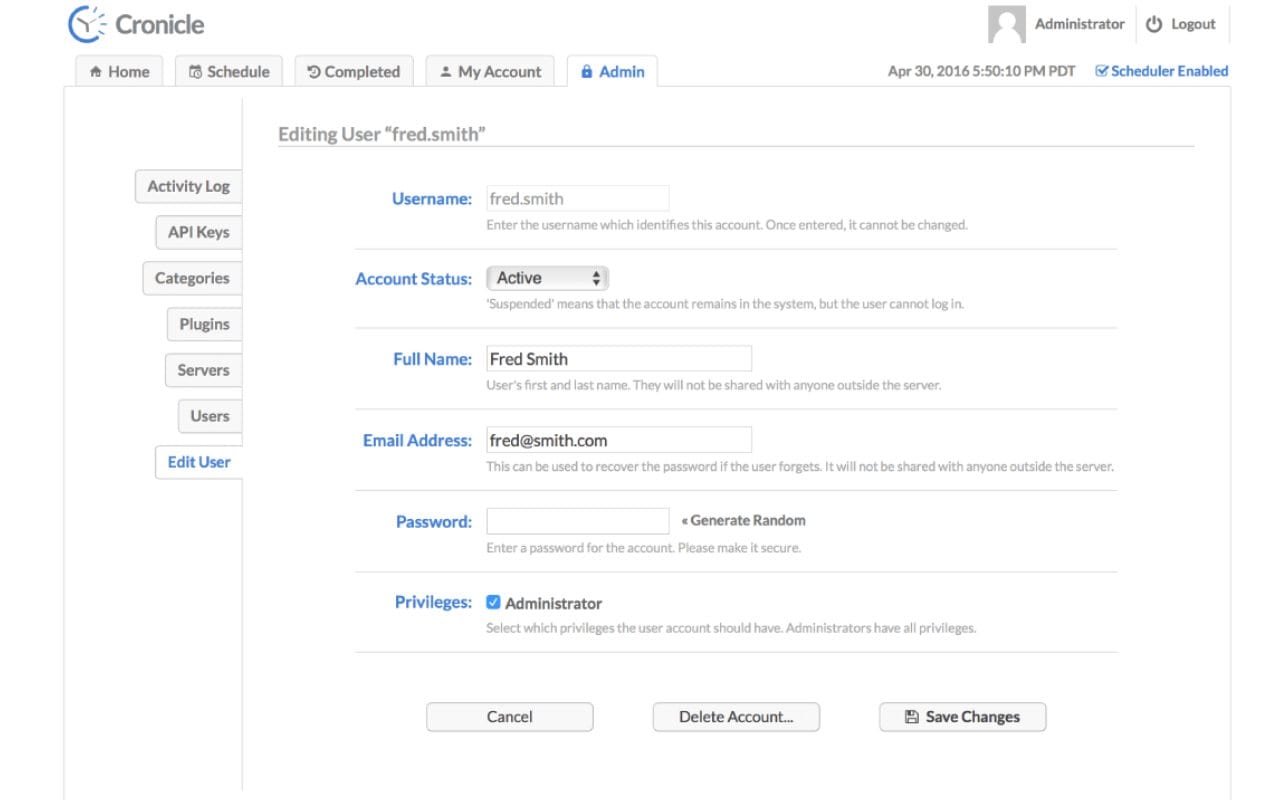 Cronicle
Administrator
Logout
Home
Schedule
Completed
My Account
Admin
Apr 30, 2016 5:50:10 PM PDT
Scheduler Enabled
Editing User “fred.smith”
Activity Log
API Keys
Categories
Plugins
Servers
Users
Edit User
Username: fred.smith
Enter the username which identifies this account. Once entered, it cannot be changed.
Account Status: Active
'Suspended' means that the account remains in the system, but the user cannot log in.
Full Name: Fred Smith
User's first and last name. They will not be shared with anyone outside the server.
Email Address: fred@smith.com
This can be used to recover the password if the user forgets. It will not be shared with anyone outside the server.
Password: « Generate Random
Enter a password for the account. Please make it secure.
Privileges: Administrator
Select which privileges the user account should have. Administrators have all privileges.
Cancel
Delete Account...
Save Changes